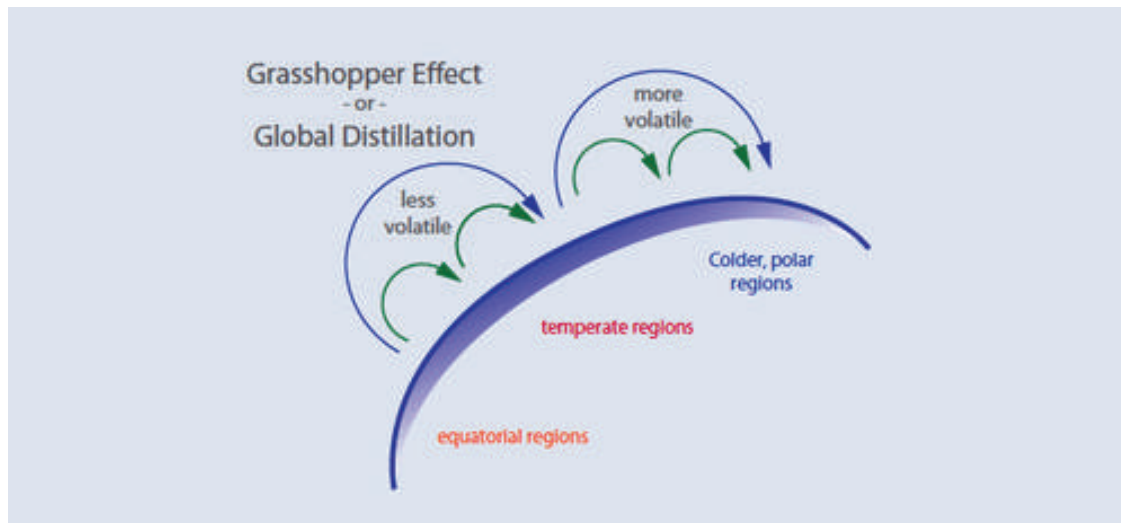 Grasshopper Effect
- or -
Global Distillation
more
volatile
less
volatile
Colder, polar
regions
temperate regions
equatorial regions